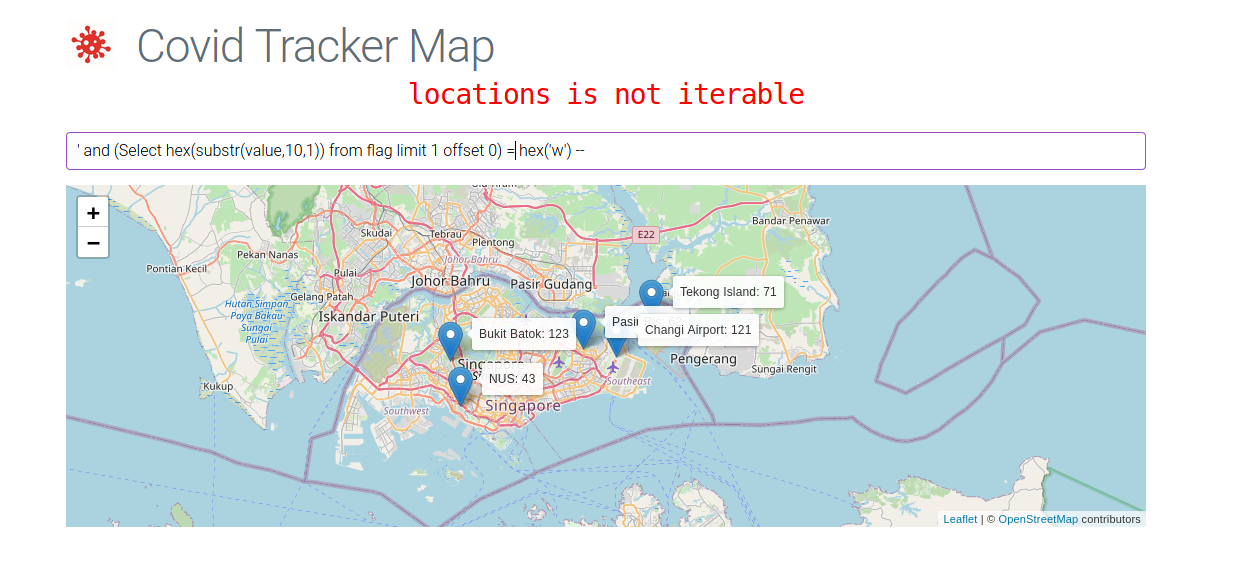 Covid Tracker Map
locations is not iterable
' and (Select hex(substr(value,10,1)) from flag limit 1 offset 0) = hex('w') --
+
−
Bandar Penawar
E22
Skudai
Tebrau
Plentong
Pekan Nanas
Johor Bahru
Pontian Kecil
Pulai
Johor Bahru
Pasir Gudang
Tekong Island: 71
Gelang Patah
Hutan Simpan
Paya Bakau
Sungai
Pulai
Iskandar Puteri
Changi Airport: 121
Bukit Batok: 123
Pengerang
Sungai Rengit
NUS: 43
Southeast
Kukup
Singapore
Southwest
Leaflet | © OpenStreetMap contributors